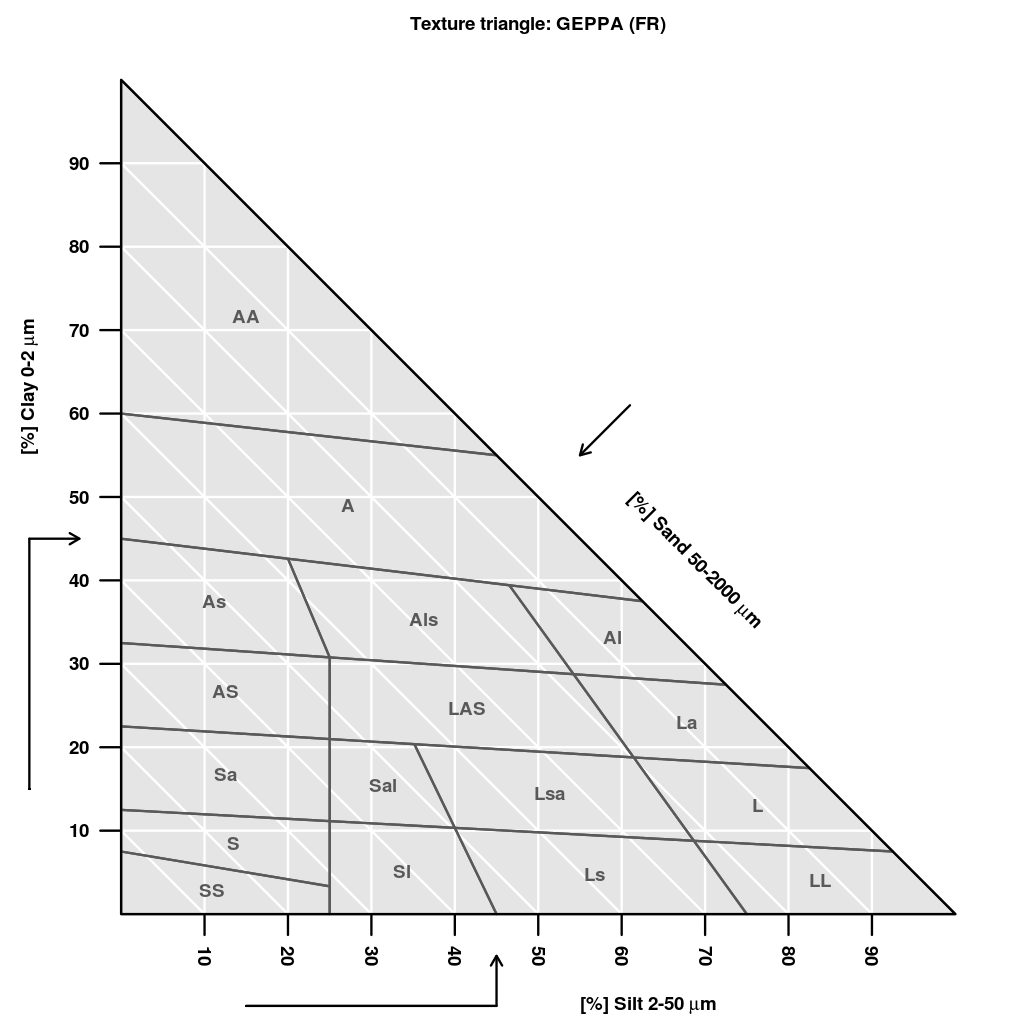 Texture triangle: GEPPA (FR)
90
80
70
60
50
40
30
20
10
[%] Clay 0-2 μm
AA
A
As
Als
Al
AS
LAS
La
Sa
Sal
Lsa
L
S
SS
Sl
Ls
LL
[%] Sand 50-2000 μm
10
20
30
40
50
60
70
80
90
[%] Silt 2-50 μm